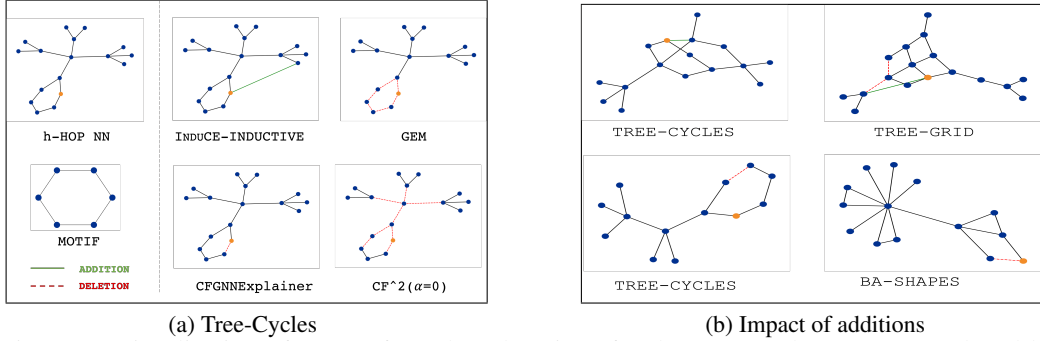 h-HOP NN
INDUCE-INDUCTIVE
GEM
MOTIF
ADDITION
DELETION
CFGNNExplainer
CF^2(α=0)
(a) Tree-Cycles
TREE-CYCLES
TREE-GRID
TREE-CYCLES
BA-SHAPES
(b) Impact of additions